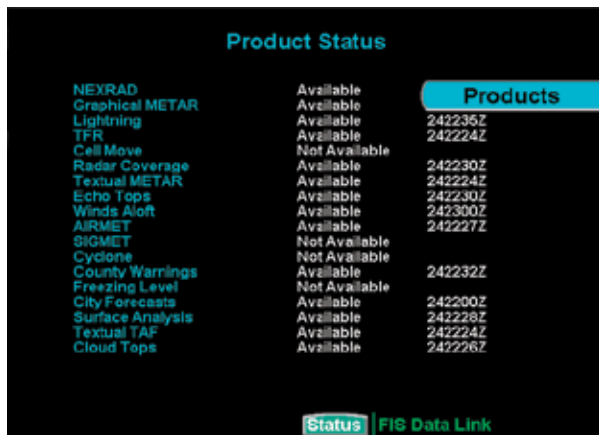 Product Status
Products
NEXRAD Available
Graphical METAR Available
Lightning Available 242235Z
TFR Available 242224Z
Cell Move Not Available
Radar Coverage Available 242230Z
Textual METAR Available 242224Z
Echo Tops Available 242230Z
Winds Aloft Available 242300Z
AIRMET Available 242227Z
SIGMET Not Available
Cyclone Not Available
County Warnings Available 242232Z
Freezing Level Not Available
City Forecasts Available 242200Z
Surface Analysis Available 242228Z
Textual TAF Available 242224Z
Cloud Tops Available 242226Z
Status FIS Data Link